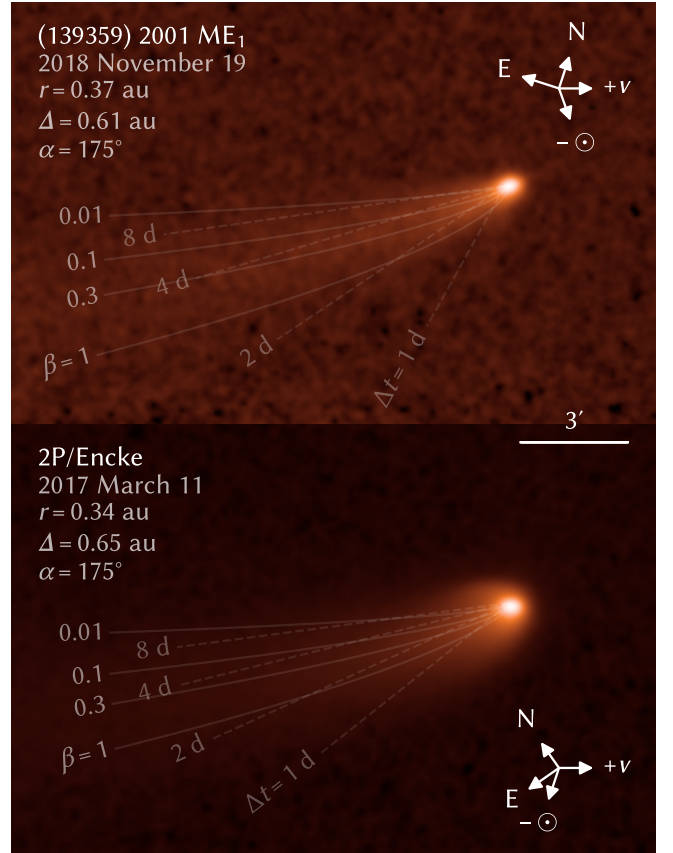 (139359) 2001 ME₁
2018 November 19
r = 0.37 au
Δ = 0.61 au
α = 175°
N
E
+v
− ☉
0.01
8 d
0.1
4 d
0.3
β = 1
2 d
Δt = 1 d
3′
2P/Encke
2017 March 11
r = 0.34 au
Δ = 0.65 au
α = 175°
0.01
8 d
0.1
4 d
0.3
β = 1
2 d
Δt = 1 d
N
+v
E
− ☉